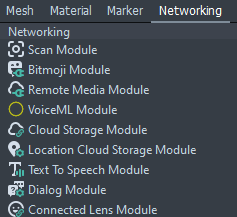 Mesh Material Marker Networking
Networking
Scan Module
Bitmoji Module
Remote Media Module
VoiceML Module
Cloud Storage Module
Location Cloud Storage Module
Text To Speech Module
Dialog Module
Connected Lens Module